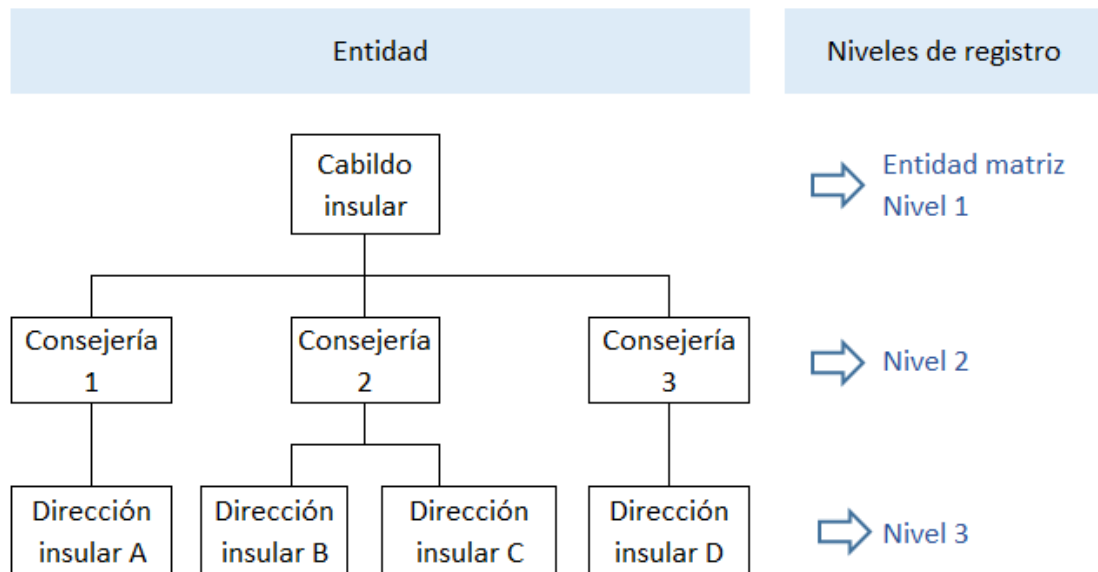 Entidad
Niveles de registro
Cabildo
insular
Entidad matriz
Nivel 1
Consejería
1
Consejería
2
Consejería
3
Nivel 2
Dirección
insular A
Dirección
insular B
Dirección
insular C
Dirección
insular D
Nivel 3